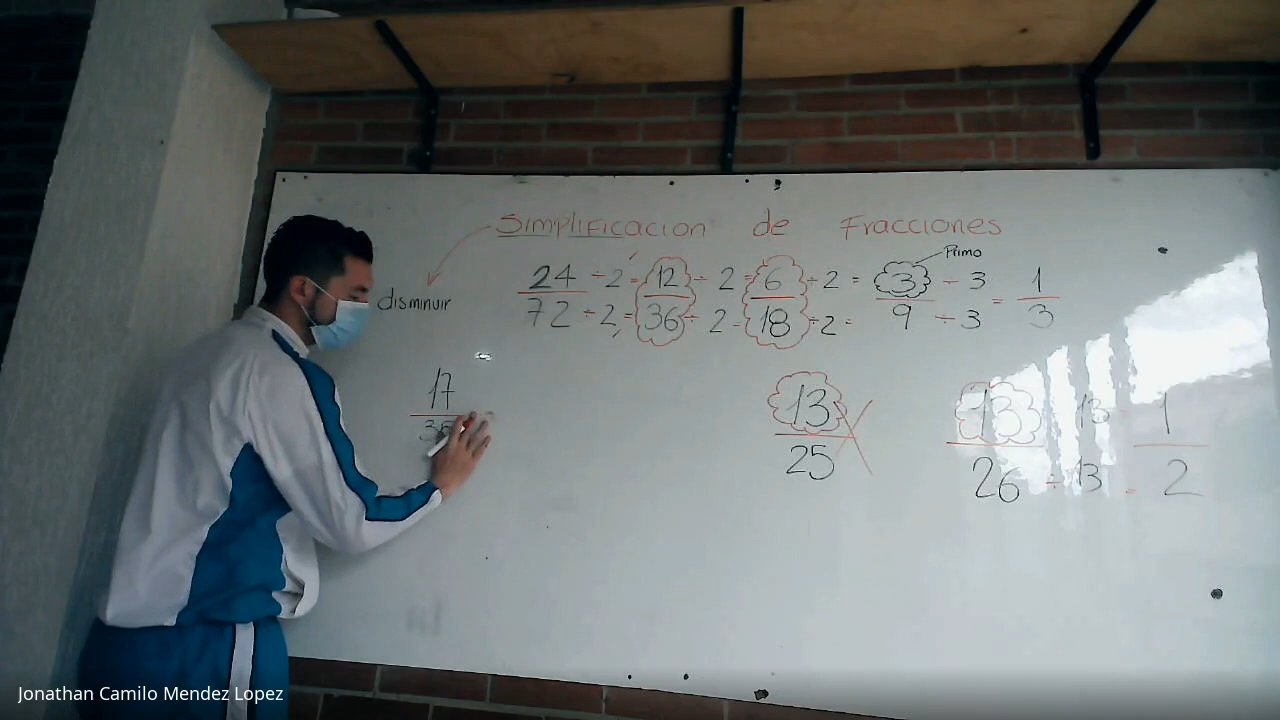 Simplificacion de Fracciones
Primo
disminuir
24 ÷ 2 = 12 ÷ 2 = 6 ÷ 2 = 3 ÷ 3 = 1
72 ÷ 2 = 36 ÷ 2 = 18 ÷ 2 = 9 ÷ 3 3
17
13
25
13 13 1
26 ÷ 13 = 2
Jonathan Camilo Mendez Lopez